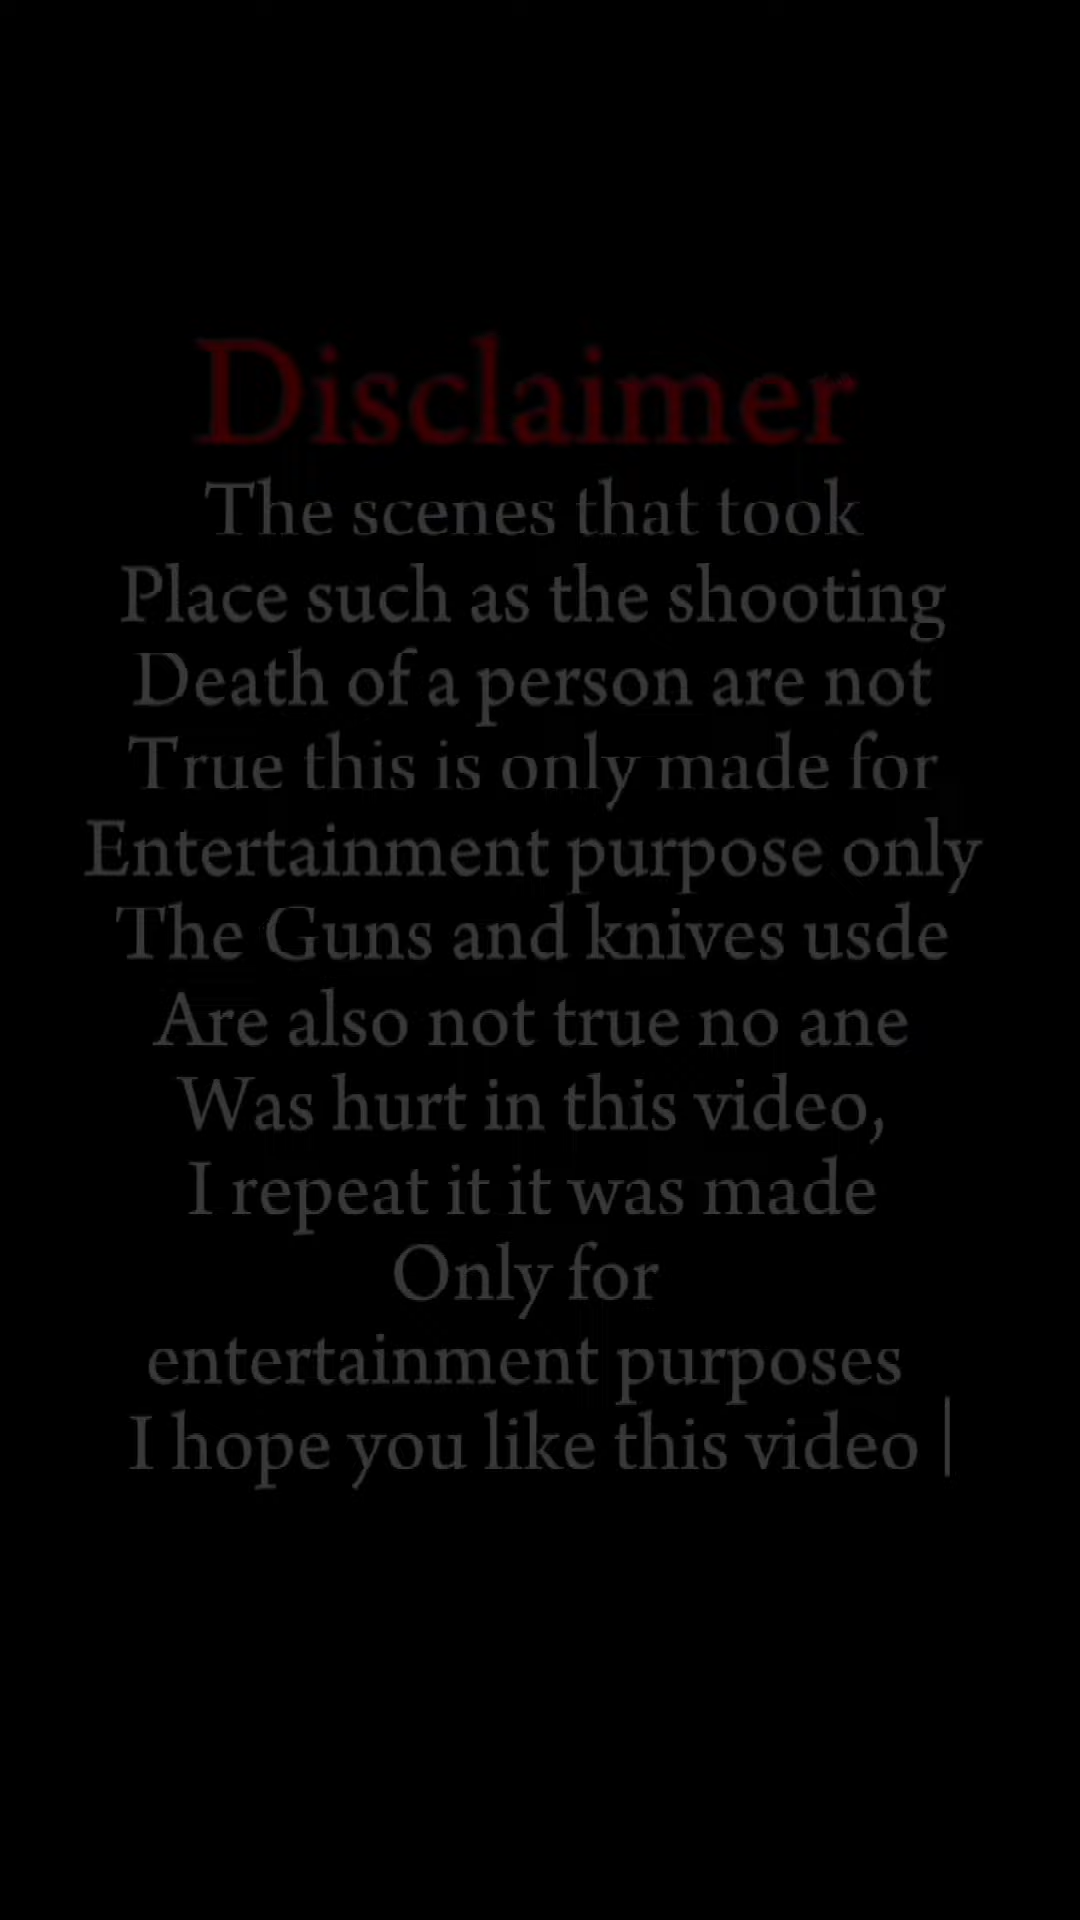 Disclaimer
The scenes that took
Place such as the shooting
Death of a person are not
True this is only made for
Entertainment purpose only
The Guns and knives usde
Are also not true no ane
Was hurt in this video,
I repeat it it was made
Only for
entertainment purposes
I hope you like this video |